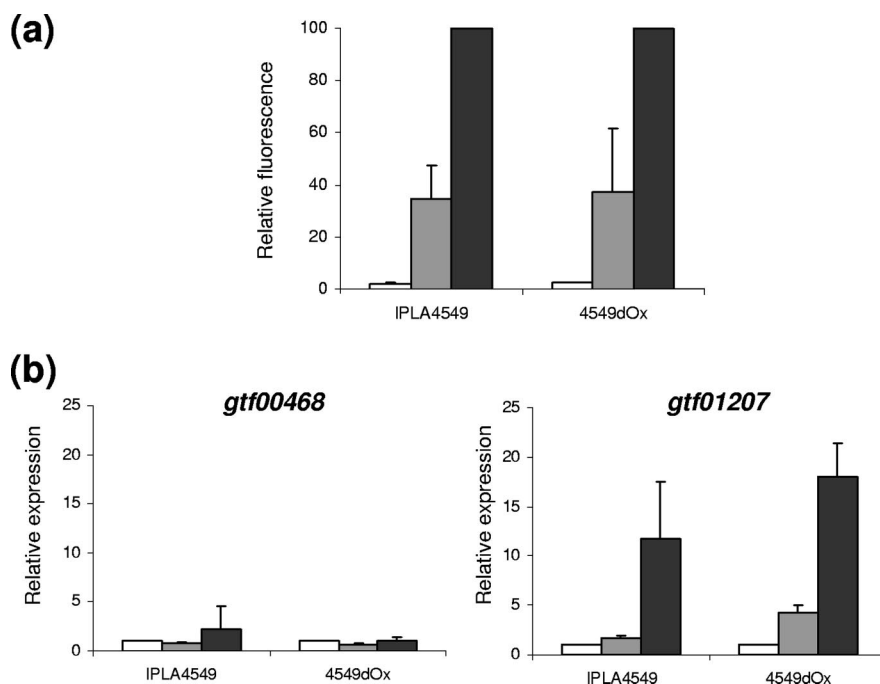 (a)
Relative fluorescence
100
80
60
40
20
0
IPLA4549
4549dOx
(b)
gtf00468
Relative expression
25
20
15
10
5
0
IPLA4549
4549dOx
gtf01207
Relative expression
25
20
15
10
5
0
IPLA4549
4549dOx